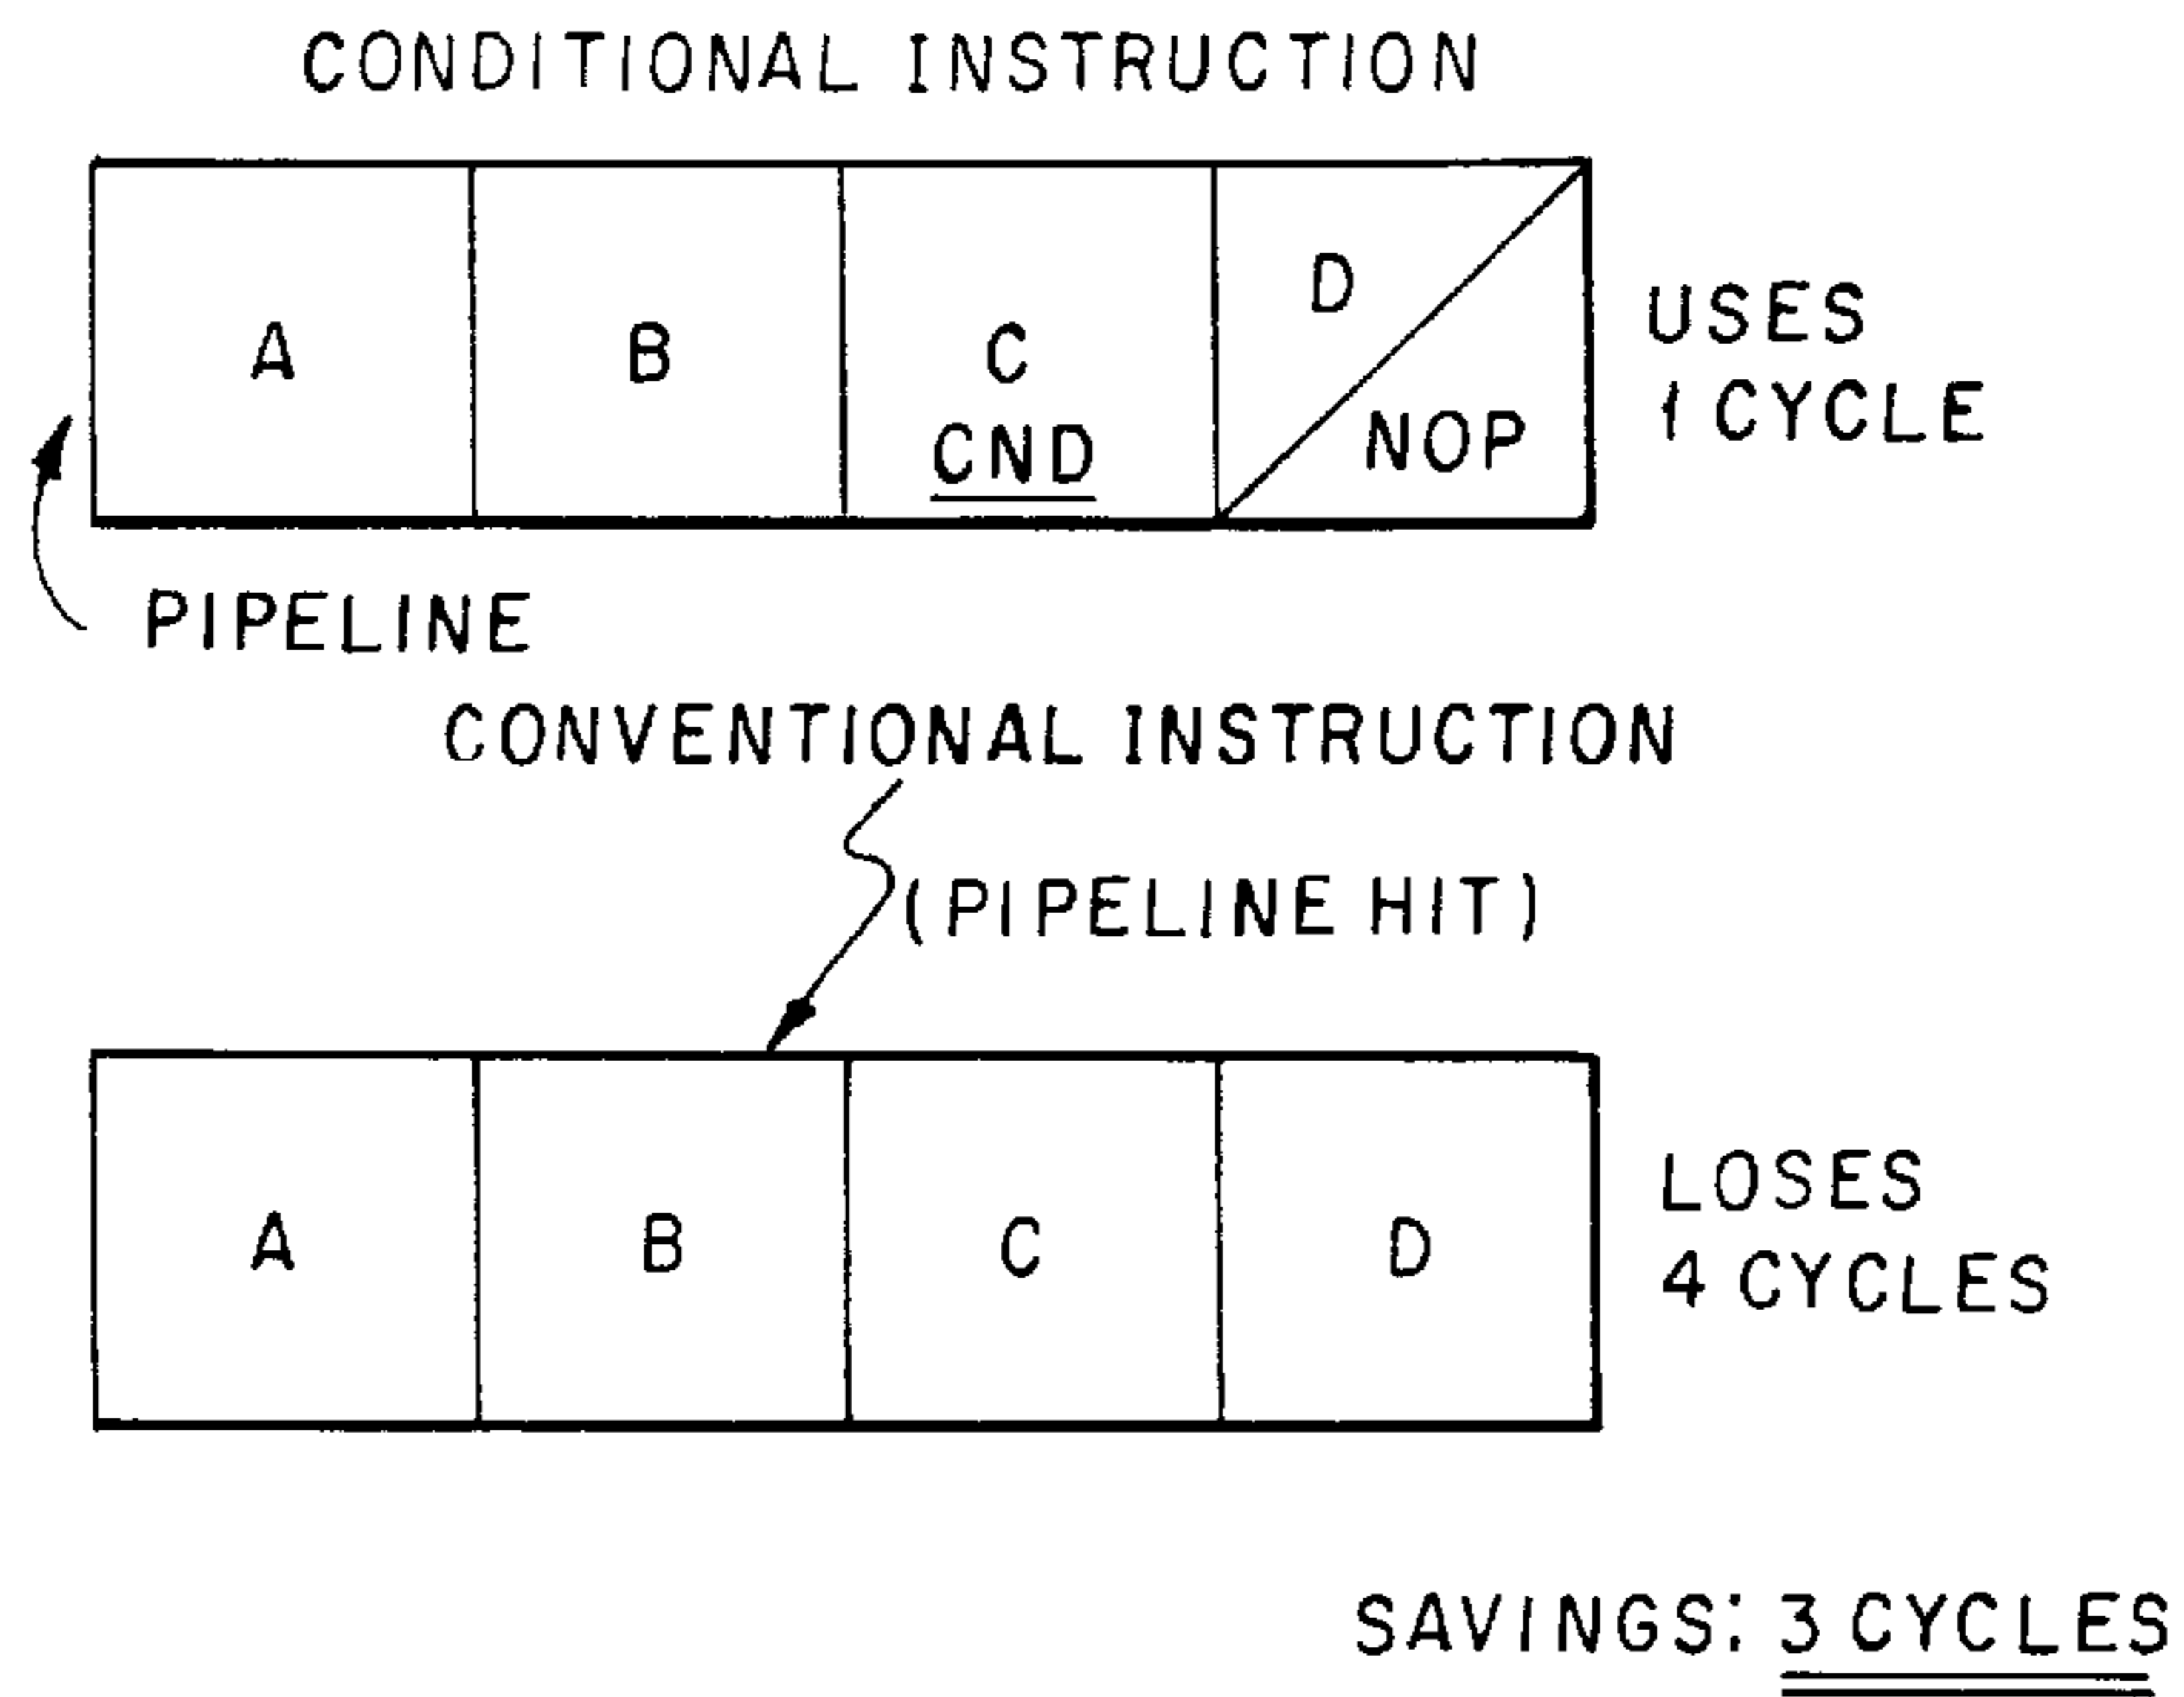 CONDITIONAL INSTRUCTION
A B C D
CND NOP
USES
1 CYCLE
PIPELINE
CONVENTIONAL INSTRUCTION
(PIPELINE HIT)
A B C D
LOSES
4 CYCLES
SAVINGS: 3 CYCLES